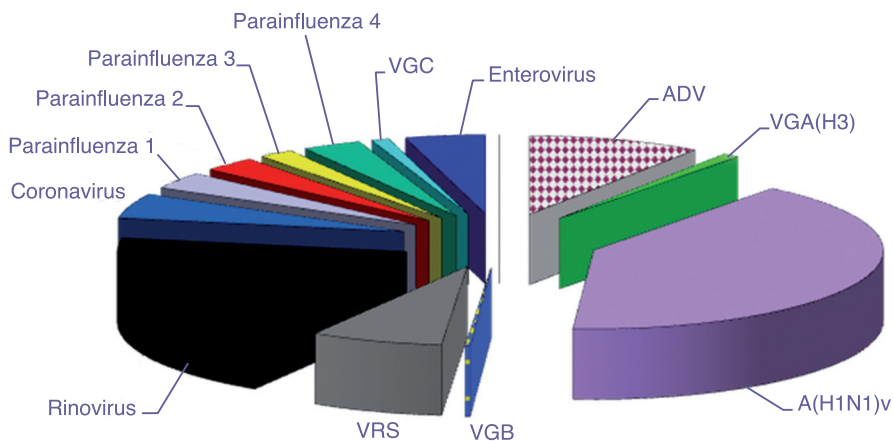 Parainfluenza 4
Parainfluenza 3
VGC
Enterovirus
Parainfluenza 2
ADV
VGA(H3)
Parainfluenza 1
Coronavirus
Rinovirus
VRS
VGB
A(H1N1)v